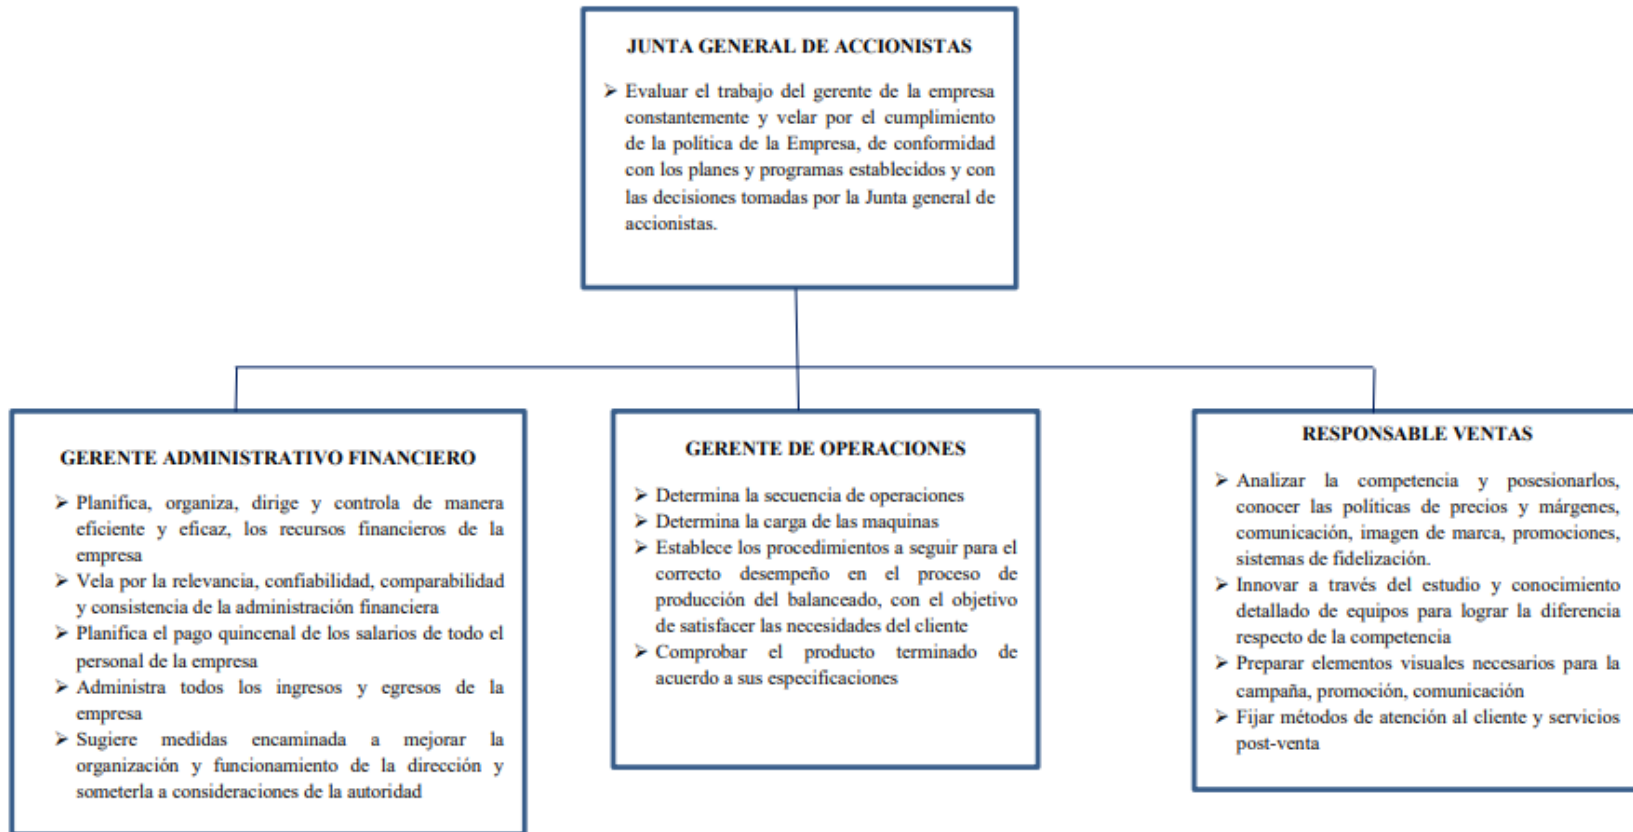 JUNTA GENERAL DE ACCIONISTAS
➢ Evaluar el trabajo del gerente de la empresa
constantemente y velar por el cumplimiento
de la política de la Empresa, de conformidad
con los planes y programas establecidos y con
las decisiones tomadas por la Junta general de
accionistas.
GERENTE ADMINISTRATIVO FINANCIERO
➢ Planifica, organiza, dirige y controla de manera
eficiente y eficaz, los recursos financieros de la
empresa
➢ Vela por la relevancia, confiabilidad, comparabilidad
y consistencia de la administración financiera
➢ Planifica el pago quincenal de los salarios de todo el
personal de la empresa
➢ Administra todos los ingresos y egresos de la
empresa
➢ Sugiere medidas encaminada a mejorar la
organización y funcionamiento de la dirección y
someterla a consideraciones de la autoridad
GERENTE DE OPERACIONES
➢ Determina la secuencia de operaciones
➢ Determina la carga de las maquinas
➢ Establece los procedimientos a seguir para el
correcto desempeño en el proceso de
producción del balanceado, con el objetivo
de satisfacer las necesidades del cliente
➢ Comprobar el producto terminado de
acuerdo a sus especificaciones
RESPONSABLE VENTAS
➢ Analizar la competencia y posesionarlos,
conocer las políticas de precios y márgenes,
comunicación, imagen de marca, promociones,
sistemas de fidelización.
➢ Innovar a través del estudio y conocimiento
detallado de equipos para lograr la diferencia
respecto de la competencia
➢ Preparar elementos visuales necesarios para la
campaña, promoción, comunicación
➢ Fijar métodos de atención al cliente y servicios
post-venta